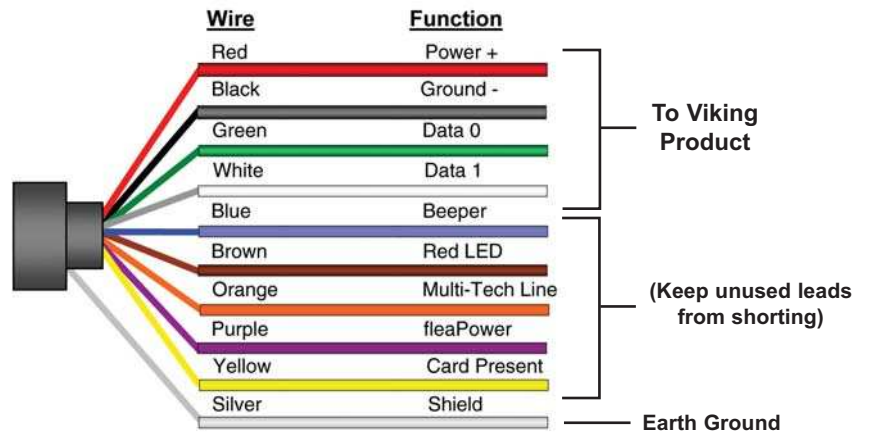 Wire Function
Red Power +
Black Ground -
Green Data 0
White Data 1
Blue Beeper
Brown Red LED
Orange Multi-Tech Line
Purple fleaPower
Yellow Card Present
Silver Shield
To Viking
Product
(Keep unused leads
from shorting)
Earth Ground